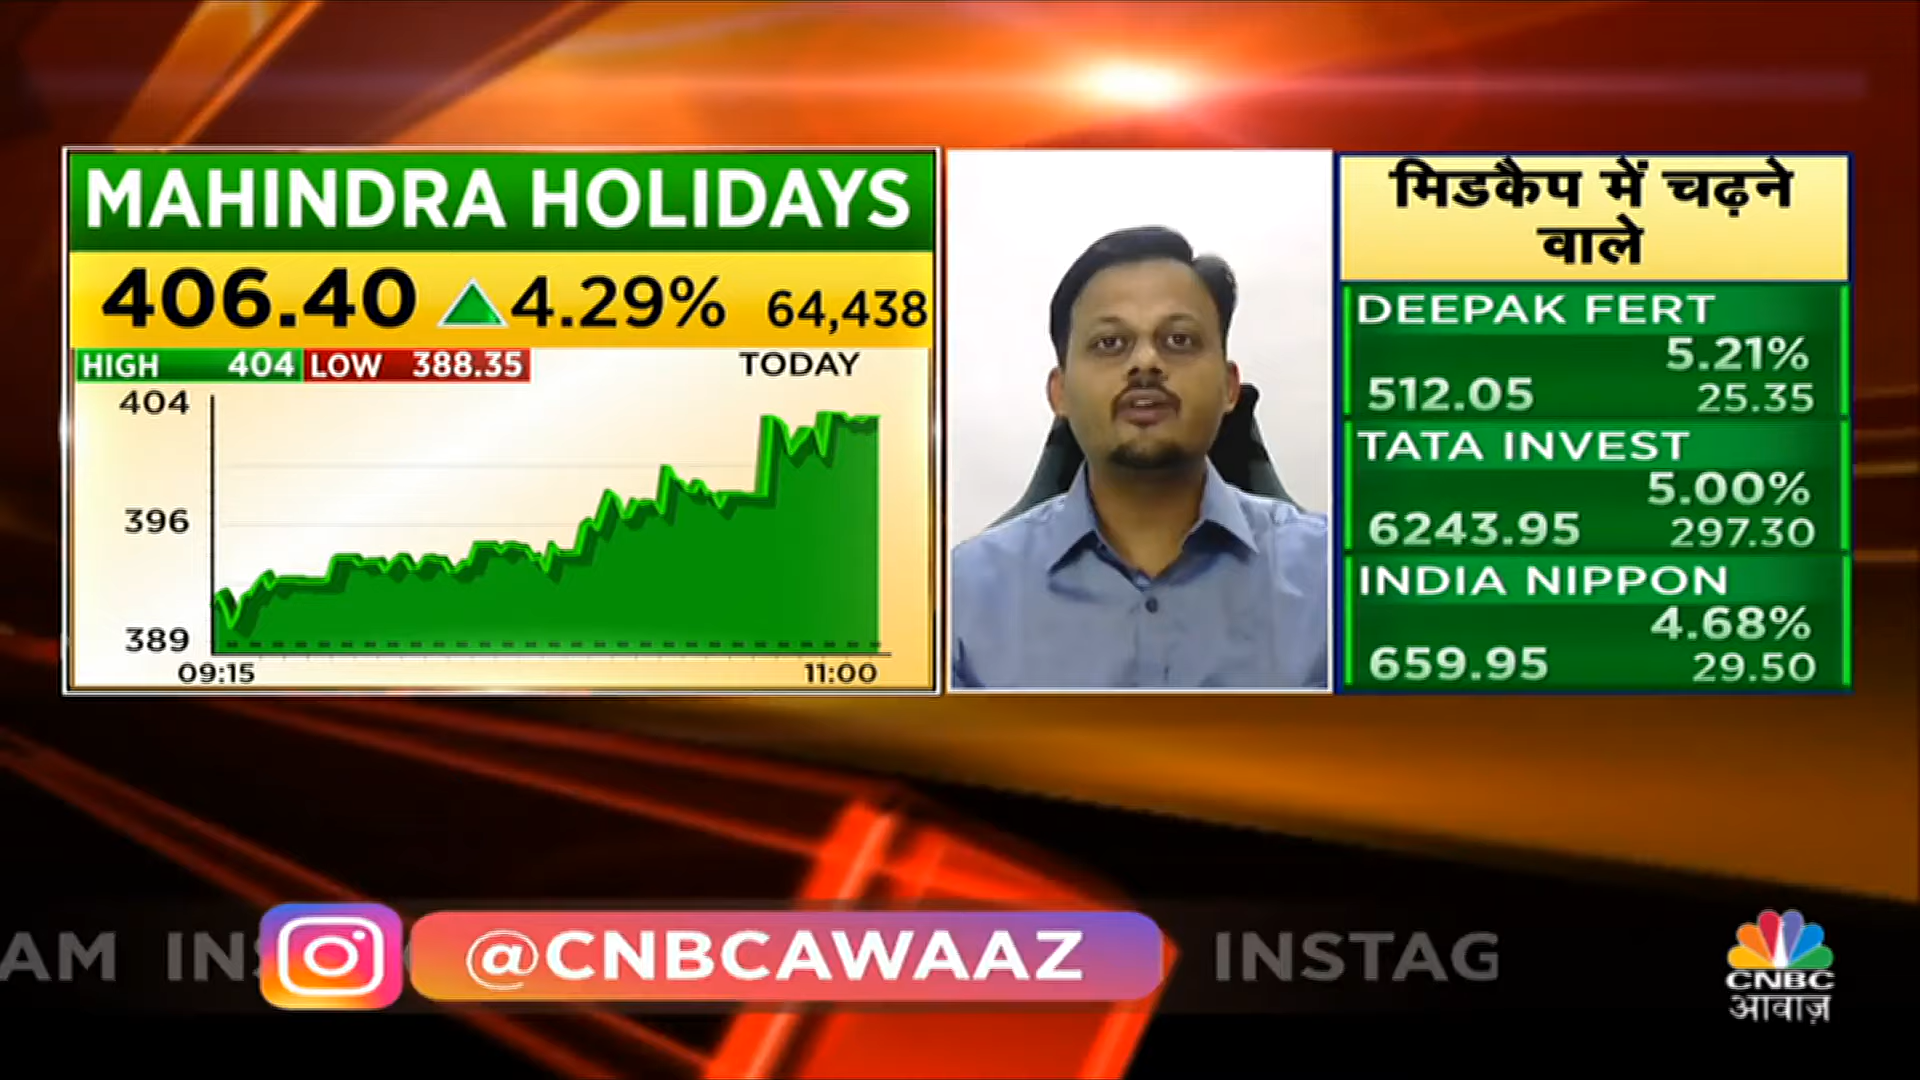 MAHINDRA HOLIDAYS
406.40 4.29% 64,438
HIGH 404 LOW 388.35 TODAY
404
396
389
09:15 11:00
मिडकैप में चढ़ने
वाले
DEEPAK FERT
5.21%
512.05 25.35
TATA INVEST
5.00%
6243.95 297.30
INDIA NIPPON
4.68%
659.95 29.50
AM INS @CNBCAWAAZ INSTAG
CNBC
आवाज़